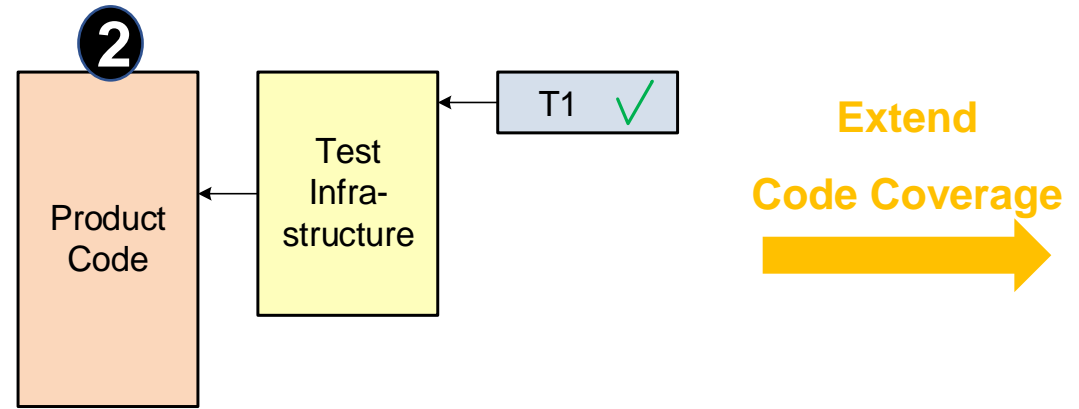 2
Product
Code
Test
Infra-
structure
T1
Extend
Code Coverage